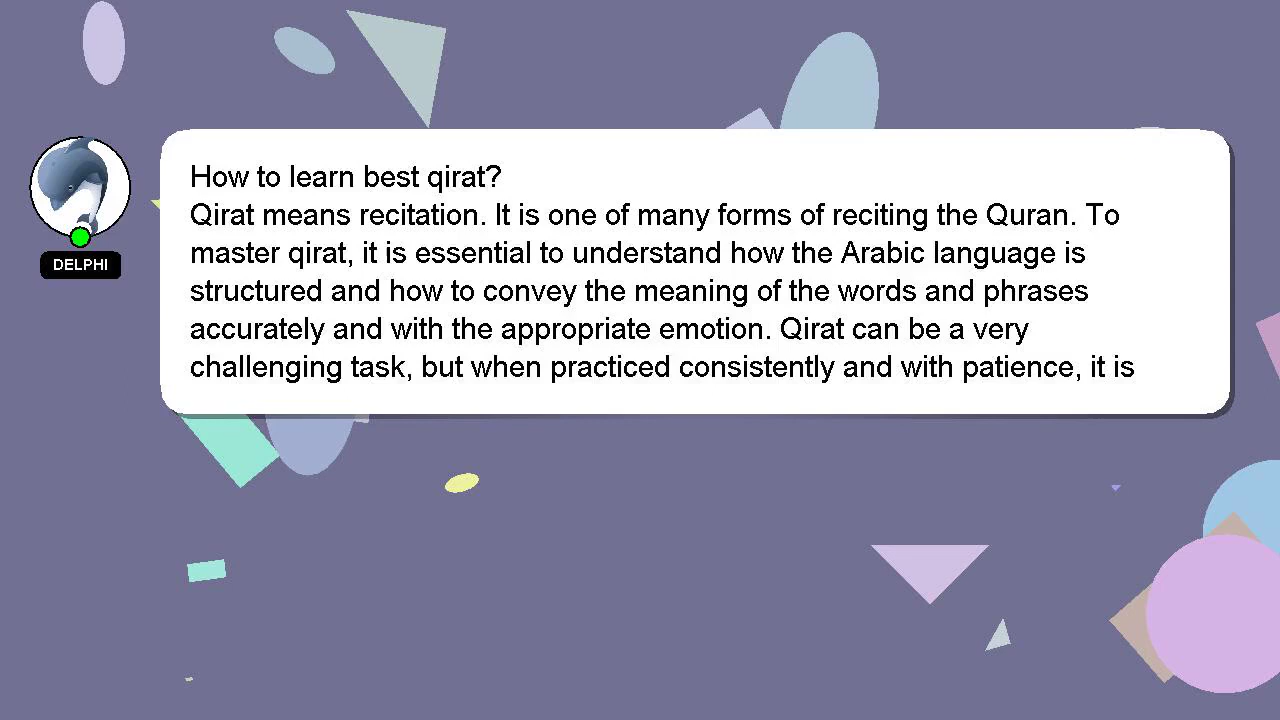 How to learn best qirat?
Qirat means recitation. It is one of many forms of reciting the Quran. To
master qirat, it is essential to understand how the Arabic language is
structured and how to convey the meaning of the words and phrases
accurately and with the appropriate emotion. Qirat can be a very
challenging task, but when practiced consistently and with patience, it is
DELPHI